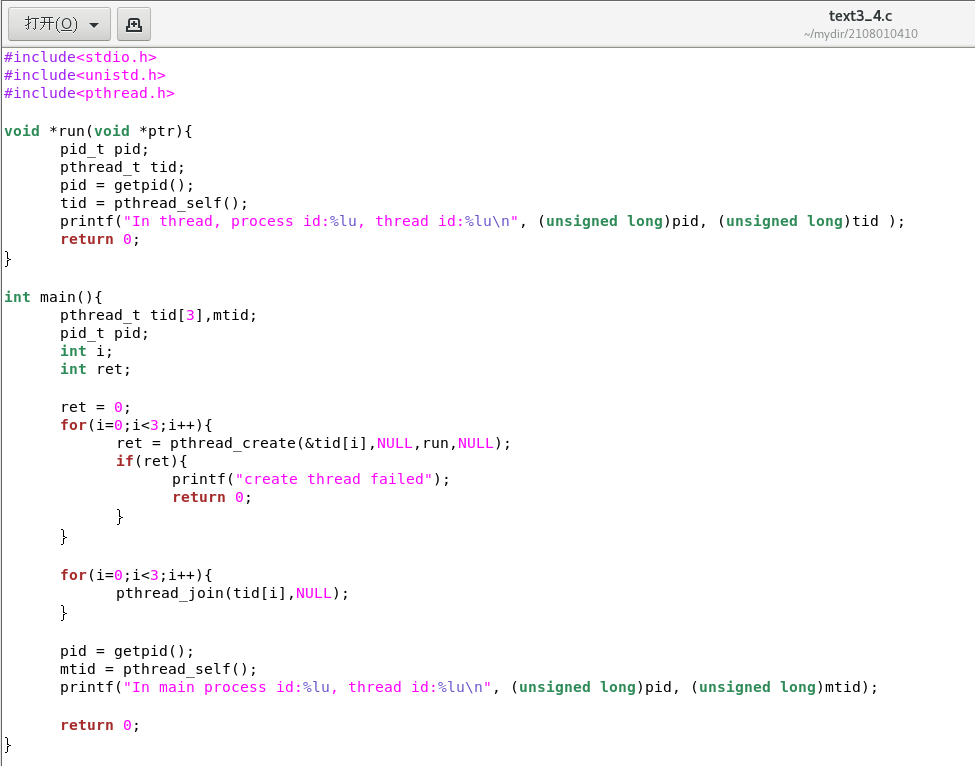 打开(O)
text3_4.c
~/mydir/2108010410
#include<stdio.h>
#include<unistd.h>
#include<pthread.h>

void *run(void *ptr){
      pid_t pid;
      pthread_t tid;
      pid = getpid();
      tid = pthread_self();
      printf("In thread, process id:%lu, thread id:%lu\n", (unsigned long)pid, (unsigned long)tid );
      return 0;
}

int main(){
      pthread_t tid[3],mtid;
      pid_t pid;
      int i;
      int ret;

      ret = 0;
      for(i=0;i<3;i++){
            ret = pthread_create(&tid[i],NULL,run,NULL);
            if(ret){
                  printf("create thread failed");
                  return 0;
            }
      }

      for(i=0;i<3;i++){
            pthread_join(tid[i],NULL);
      }

      pid = getpid();
      mtid = pthread_self();
      printf("In main process id:%lu, thread id:%lu\n", (unsigned long)pid, (unsigned long)mtid);

      return 0;
}